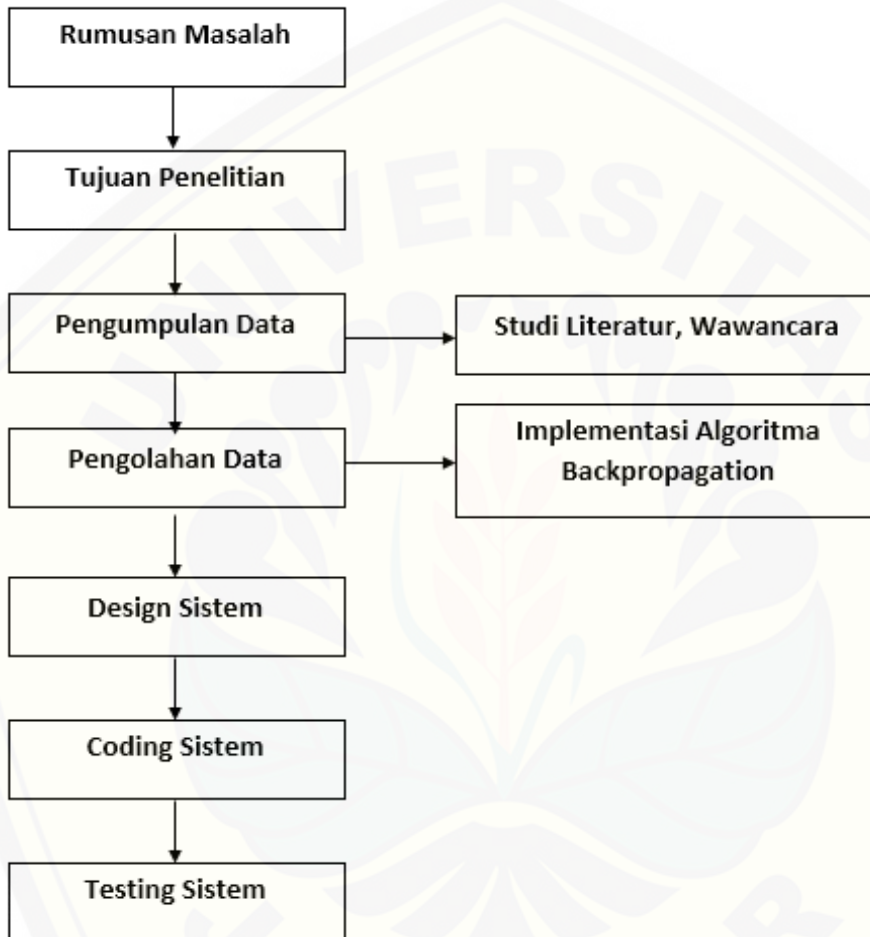 Rumusan Masalah
Tujuan Penelitian
Pengumpulan Data
Studi Literatur, Wawancara
Pengolahan Data
Implementasi Algoritma
Backpropagation
Design Sistem
Coding Sistem
Testing Sistem
UNIVERSITAS